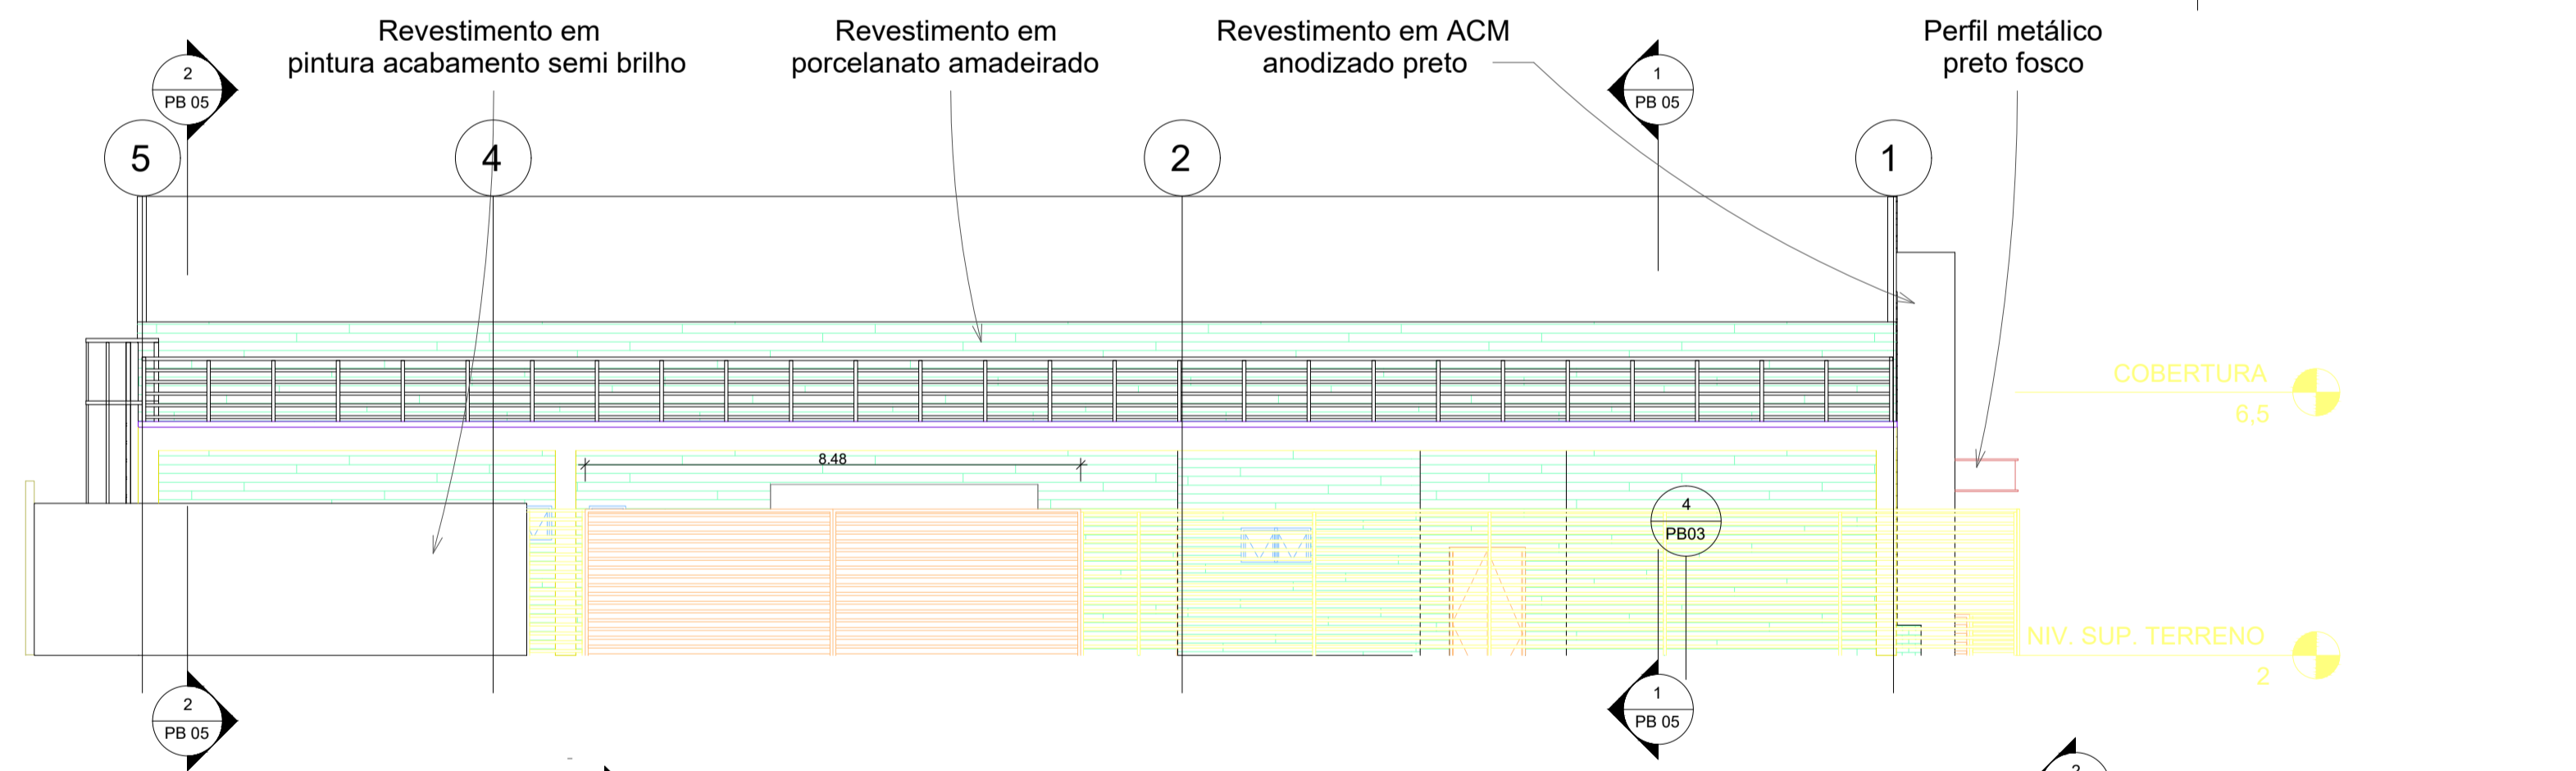 Revestimento em
pintura acabamento semi brilho
Revestimento em
porcelanato amadeirado
Revestimento em ACM
anodizado preto
Perfil metálico
preto fosco
2
PB 05
1
PB 05
5
4
2
1
COBERTURA
6,5
8.48
4
PB03
NIV. SUP. TERRENO
2
2
PB 05
1
PB 05
2